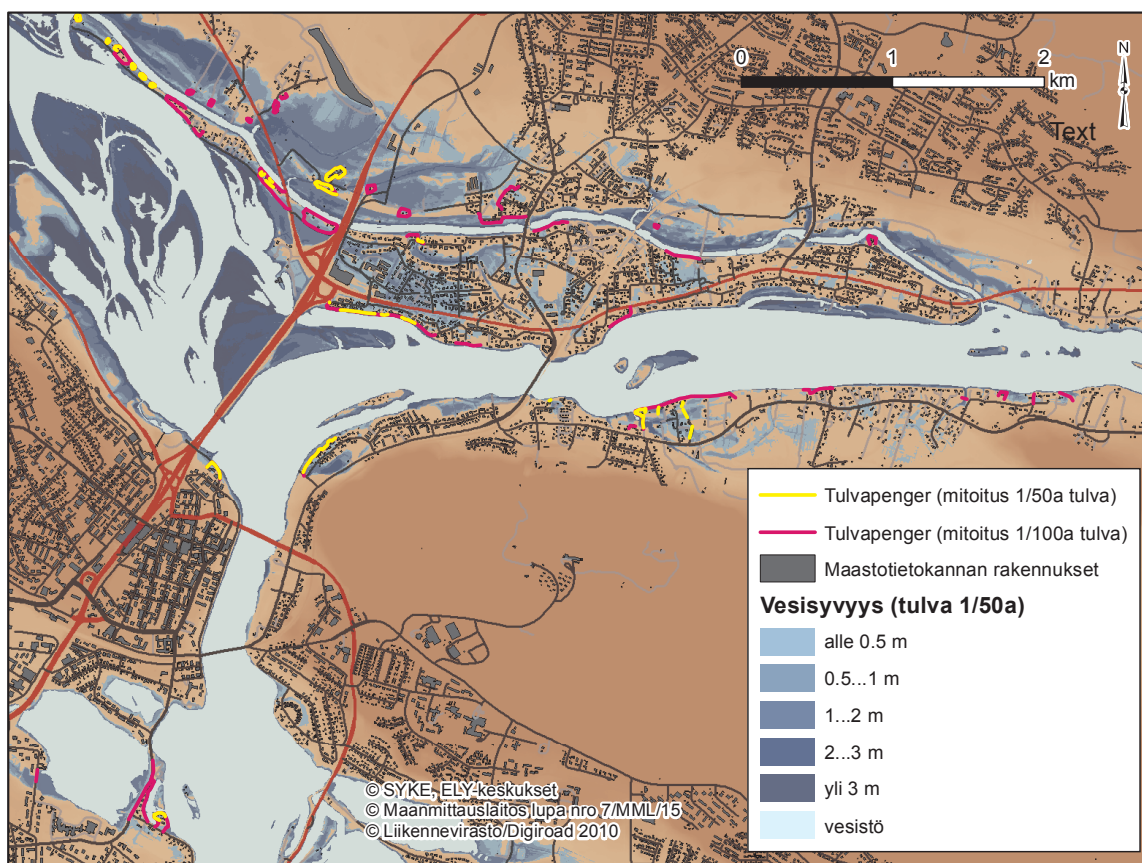 0 1 2
km
N
Text
Tulvapenger (mitoitus 1/50a tulva)
Tulvapenger (mitoitus 1/100a tulva)
Maastotietokannan rakennukset
Vesisyvyys (tulva 1/50a)
alle 0.5 m
0.5...1 m
1...2 m
2...3 m
yli 3 m
vesistö
© SYKE, ELY-keskukset
© Maanmittauslaitos lupa nro 7/MML/15
© Liikennevirasto/Digiroad 2010